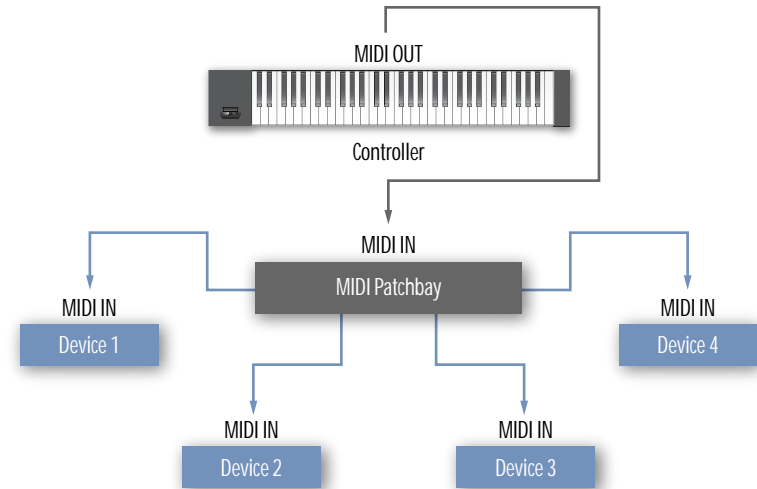 MIDI OUT
Controller
MIDI IN
MIDI Patchbay
MIDI IN
Device 1
MIDI IN
Device 4
MIDI IN
Device 2
MIDI IN
Device 3